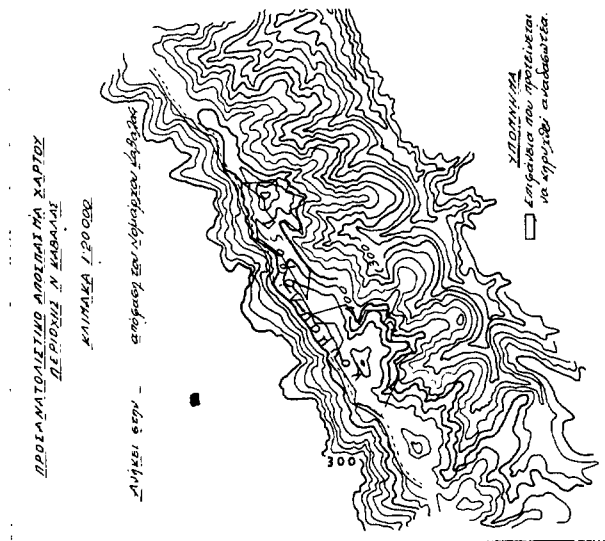 ΠΡΟΣΑΝΑΤΟΛΙΣΤΙΚΟ ΑΠΟΣΠΑΣΜΑ ΧΑΡΤΟΥ
ΠΕΡΙΟΧΗΣ Ν ΚΑΒΑΛΑΣ
ΚΛΙΜΑΚΑ 1:20000
Ανήκει στην - απόφαση του Νομάρχου Καβάλας
300
ΥΠΟΜΝΗΜΑ
Επιφάνεια που προτείνεται
να κηρυχθεί αναδασωτέα.